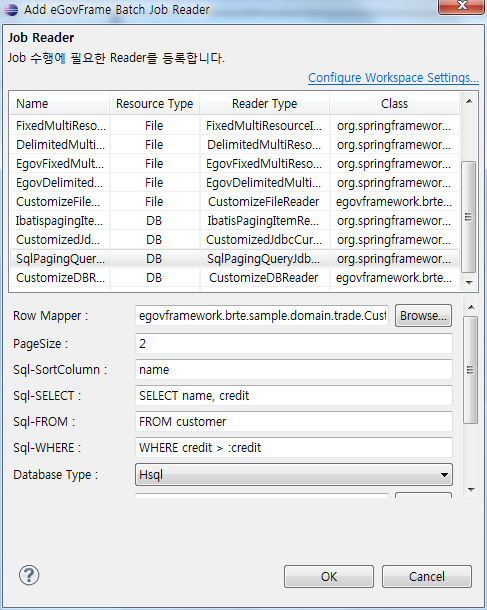 Add eGovFrame Batch Job Reader
Job Reader
Job 수행에 필요한 Reader를 등록합니다.
Configure Workspace Settings...
Name Resource Type Reader Type Class
FixedMultiReso... File FixedMultiResourceI... org.springframewor...
DelimitedMulti... File DelimitedMultiReso... org.springframewor...
EgovFixedMult... File EgovFixedMultiReso... org.springframewor...
EgovDelimited... File EgovDelimitedMulti... org.springframewor...
CustomizeFile... File CustomizeFileReader egovframework.brte...
IbatispagingIte... DB IbatisPagingItemRe... org.springframewor...
CustomizedJd... DB CustomizedJdbcCur... org.springframewor...
SqlPagingQuer... DB SqlPagingQueryJdb... org.springframewor...
CustomizeDBR... DB CustomizeDBReader egovframework.brte...
Row Mapper : egovframework.brte.sample.domain.trade.Cust Browse...
PageSize : 2
Sql-SortColumn : name
Sql-SELECT : SELECT name, credit
Sql-FROM : FROM customer
Sql-WHERE : WHERE credit > :credit
Database Type : Hsql
OK Cancel